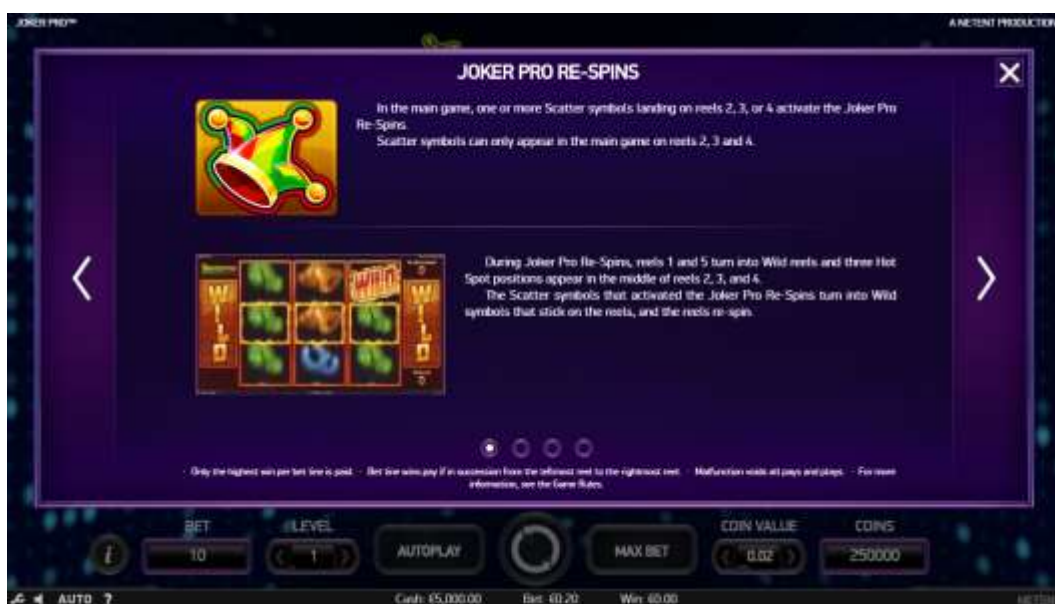 JOKER PRO™
A NETENT PRODUCTION
JOKER PRO RE-SPINS
In the main game, one or more Scatter symbols landing on reels 2, 3, or 4 activate the Joker Pro
Re-Spins.
Scatter symbols can only appear in the main game on reels 2, 3 and 4.
During Joker Pro Re-Spins, reels 1 and 5 turn into Wild reels and three Hot
Spot positions appear in the middle of reels 2, 3, and 4.
The Scatter symbols that activated the Joker Pro Re-Spins turn into Wild
symbols that stick on the reels, and the reels re-spin.
WILD
WILD
WILD
- Only the highest win per bet line is paid. - Bet line wins pay if in succession from the leftmost reel to the rightmost reel. - Malfunction voids all pays and plays. - For more
information, see the Game Rules.
BET
LEVEL
COIN VALUE
COINS
10
1
AUTOPLAY
MAX BET
0.02
250000
AUTO ?
Cash: €5,000.00 Bet: €0.20 Win: €0.00